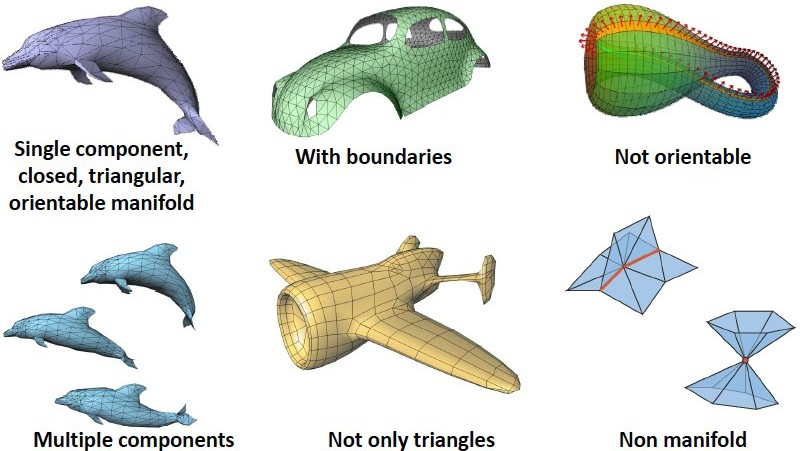 Single component,
closed, triangular,
orientable manifold
With boundaries
Not orientable
Multiple components
Not only triangles
Non manifold